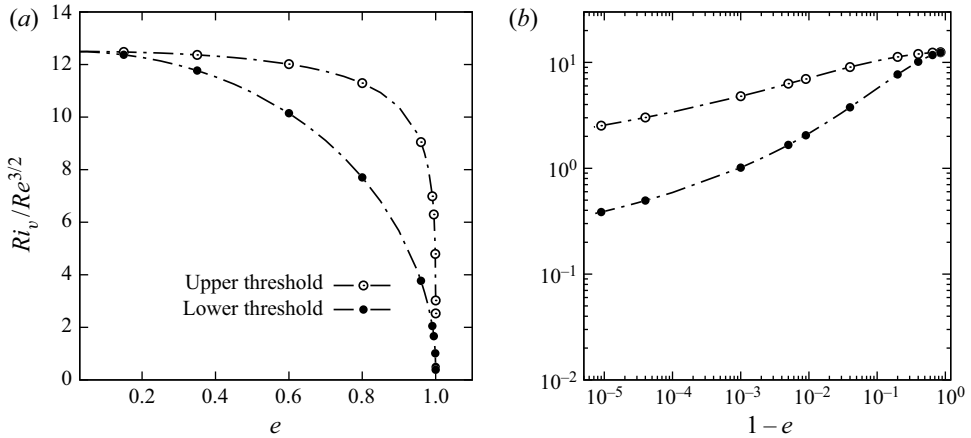 (a)
14
12
10
8
6
4
2
0
Ri_v/Re^{3/2}
Upper threshold
Lower threshold
0.2 0.4 0.6 0.8 1.0
e
(b)
10^2
10^1
10^0
10^{−1}
10^{−2}
10^{−5} 10^{−4} 10^{−3} 10^{−2} 10^{−1} 10^0
1 − e